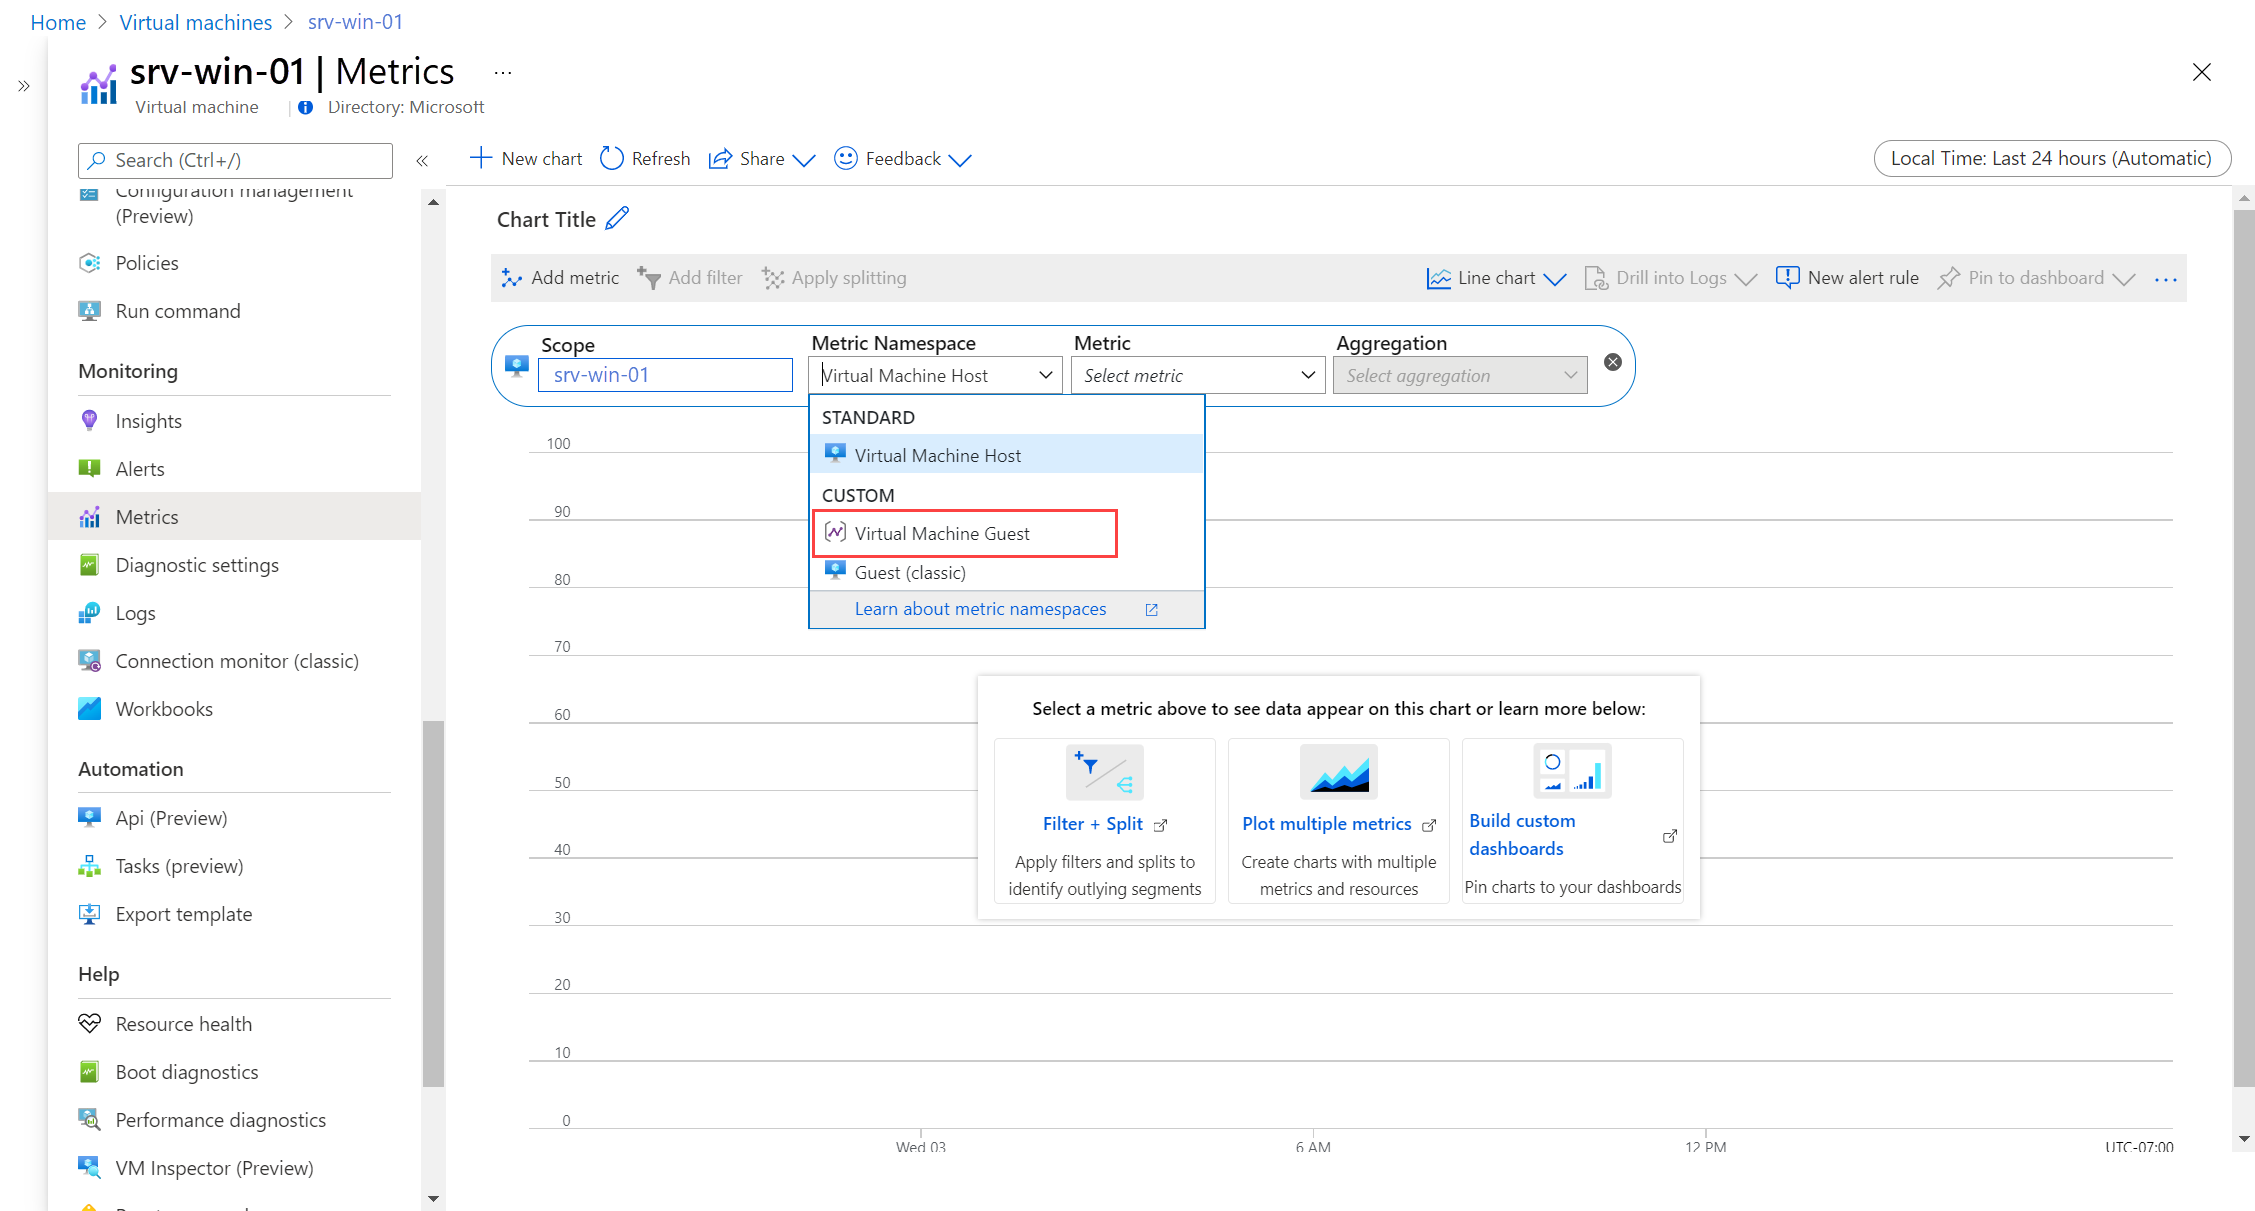 Home > Virtual machines > srv-win-01
srv-win-01 | Metrics ...
Virtual machine | Directory: Microsoft
Search (Ctrl+/)
Configuration management
(Preview)
Policies
Run command
Monitoring
Insights
Alerts
Metrics
Diagnostic settings
Logs
Connection monitor (classic)
Workbooks
Automation
Api (Preview)
Tasks (preview)
Export template
Help
Resource health
Boot diagnostics
Performance diagnostics
VM Inspector (Preview)
New chart Refresh Share Feedback
Local Time: Last 24 hours (Automatic)
Chart Title
Add metric Add filter Apply splitting
Line chart Drill into Logs New alert rule Pin to dashboard ...
Scope Metric Namespace Metric Aggregation
srv-win-01 Virtual Machine Host Select metric Select aggregation
STANDARD
Virtual Machine Host
CUSTOM
Virtual Machine Guest
Guest (classic)
Learn about metric namespaces
100
90
80
70
60
50
40
30
20
10
0
Select a metric above to see data appear on this chart or learn more below:
Filter + Split
Apply filters and splits to
identify outlying segments
Plot multiple metrics
Create charts with multiple
metrics and resources
Build custom
dashboards
Pin charts to your dashboards
Wed 03 6 AM 12 PM UTC-07:00